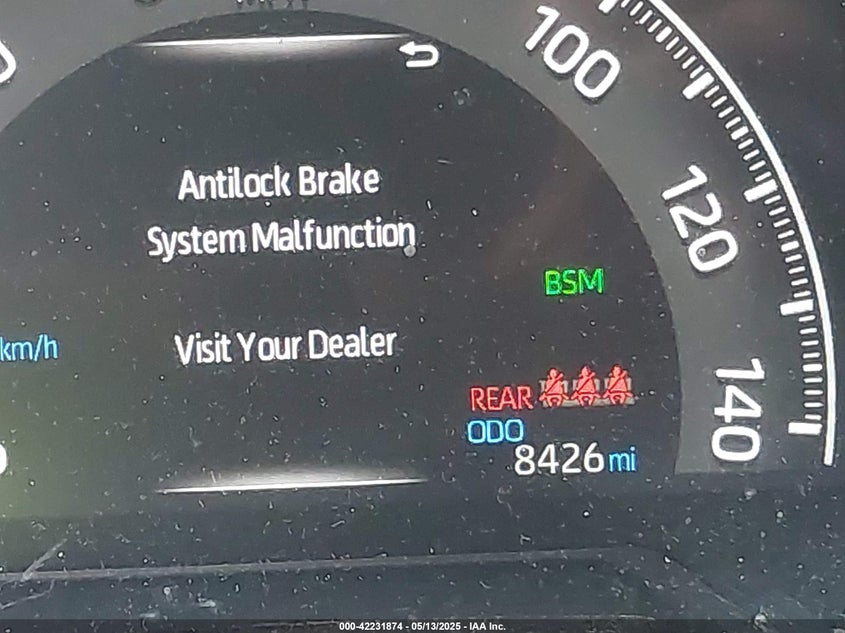 100
Antilock Brake
System Malfunction
120
BSM
km/h
Visit Your Dealer
140
REAR
ODO
8426 mi
000-42231874 - 05/13/2025 - IAA Inc.